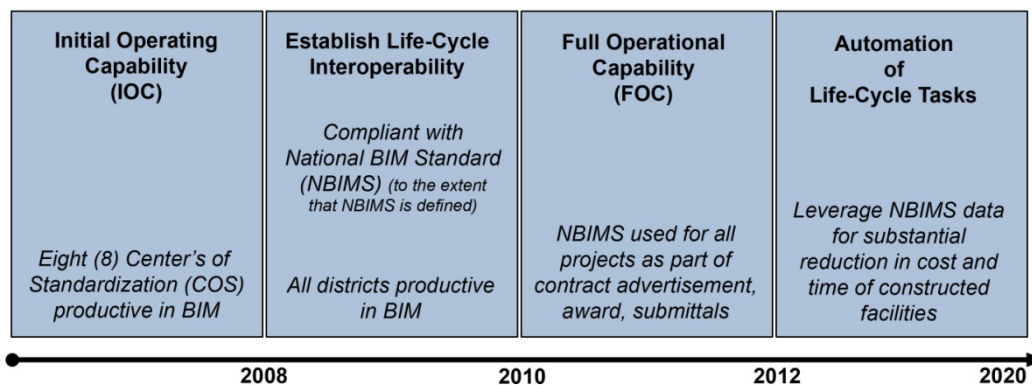 Initial Operating
Capability
(IOC)
Eight (8) Center's of
Standardization (COS)
productive in BIM
Establish Life-Cycle
Interoperability
Compliant with
National BIM Standard
(NBIMS) (to the extent
that NBIMS is defined)
All districts productive
in BIM
Full Operational
Capability
(FOC)
NBIMS used for all
projects as part of
contract advertisement,
award, submittals
Automation
of
Life-Cycle Tasks
Leverage NBIMS data
for substantial
reduction in cost and
time of constructed
facilities
2008
2010
2012
2020